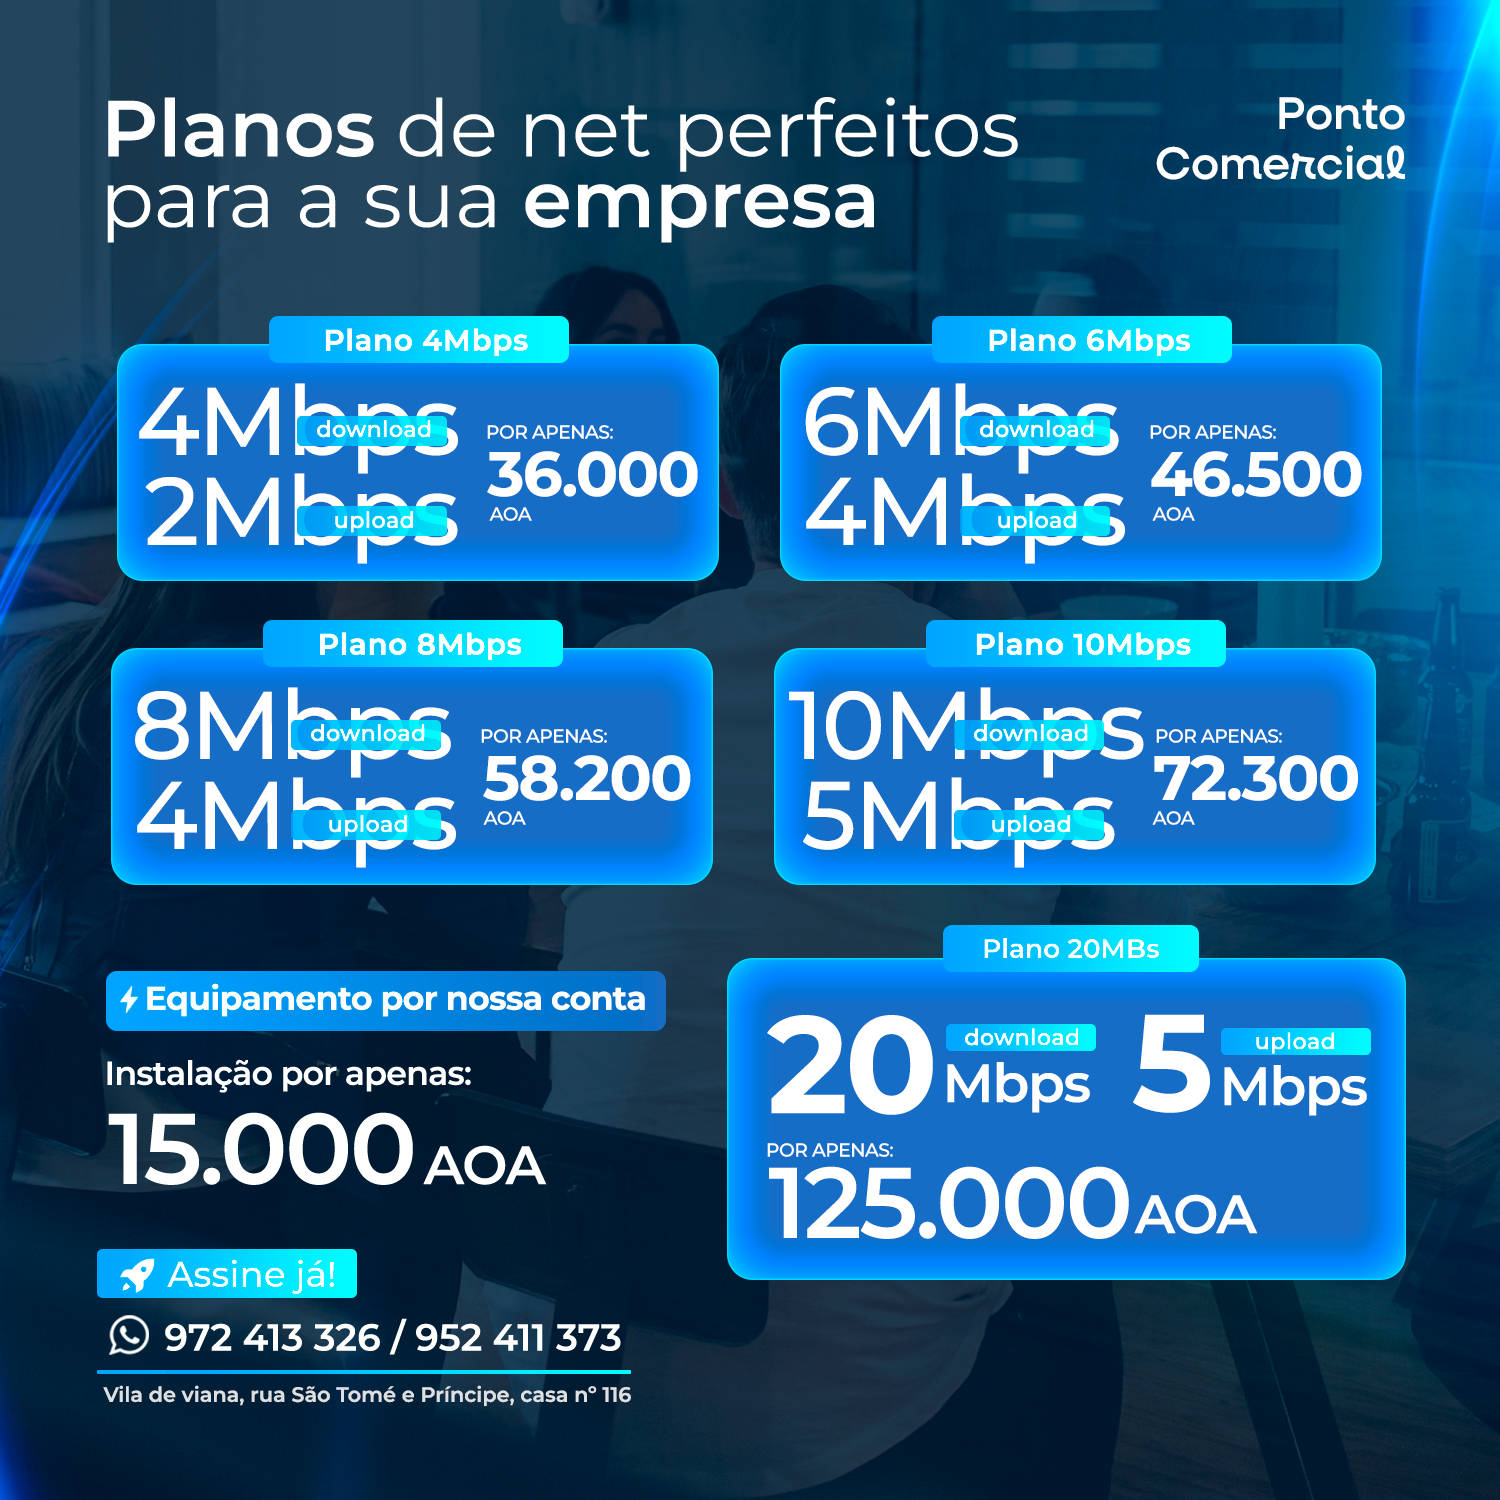 Planos de net perfeitos
para a sua empresa
Ponto
Comercial
Plano 4Mbps
4Mbps
download
2Mbps
upload
POR APENAS:
36.000
AOA
Plano 6Mbps
6Mbps
download
4Mbps
upload
POR APENAS:
46.500
AOA
Plano 8Mbps
8Mbps
download
4Mbps
upload
POR APENAS:
58.200
AOA
Plano 10Mbps
10Mbps
download
5Mbps
upload
POR APENAS:
72.300
AOA
Equipamento por nossa conta
Instalação por apenas:
15.000 AOA
Plano 20MBs
20 download Mbps
5 upload Mbps
POR APENAS:
125.000 AOA
Assine já!
972 413 326 / 952 411 373
Vila de viana, rua São Tomé e Príncipe, casa nº 116